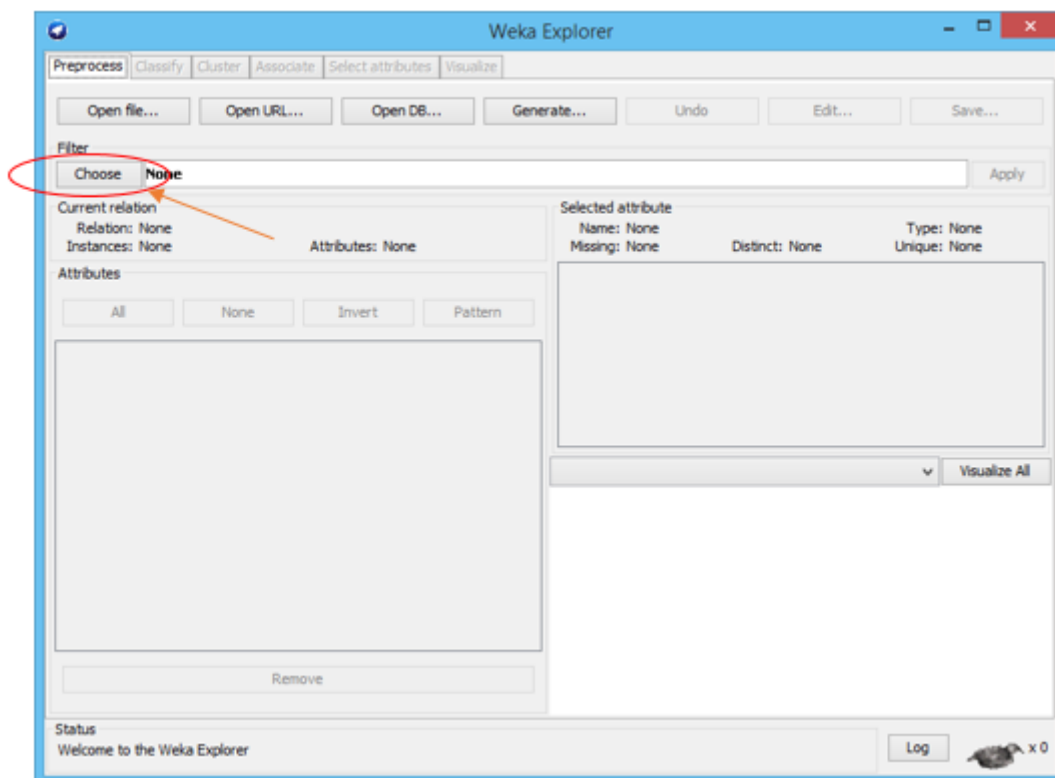 Weka Explorer
Preprocess Classify Cluster Associate Select attributes Visualize
Open file... Open URL... Open DB... Generate... Undo Edit... Save...
Filter
Choose None Apply
Current relation
Relation: None
Instances: None Attributes: None
Selected attribute
Name: None Type: None
Missing: None Distinct: None Unique: None
Attributes
All None Invert Pattern
Visualize All
Remove
Status
Welcome to the Weka Explorer
Log x 0